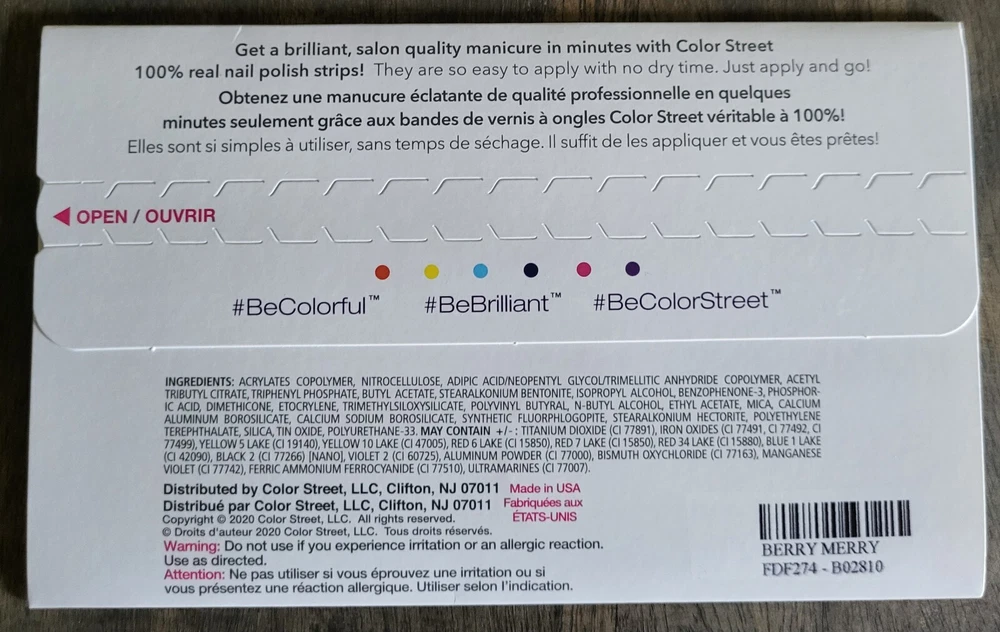 Get a brilliant, salon quality manicure in minutes with Color Street
100% real nail polish strips! They are so easy to apply with no dry time. Just apply and go!
Obtenez une manucure éclatante de qualité professionnelle en quelques
minutes seulement grâce aux bandes de vernis à ongles Color Street véritable à 100%!
Elles sont si simples à utiliser, sans temps de séchage. Il suffit de les appliquer et vous êtes prêtes!
OPEN / OUVRIR
#BeColorful™ #BeBrilliant™ #BeColorStreet™
INGREDIENTS: ACRYLATES COPOLYMER, NITROCELLULOSE, ADIPIC ACID/NEOPENTYL GLYCOL/TRIMELLITIC ANHYDRIDE COPOLYMER, ACETYL
TRIBUTYL CITRATE, TRIPHENYL PHOSPHATE, BUTYL ACETATE, STEARALKONIUM BENTONITE, ISOPROPYL ALCOHOL, BENZOPHENONE-3, PHOSPHOR-
IC ACID, DIMETHICONE, ETOCRYLENE, TRIMETHYLSILOXYSILICATE, POLYVINYL BUTYRAL, N-BUTYL ALCOHOL, ETHYL ACETATE, MICA, CALCIUM
ALUMINUM BOROSILICATE, CALCIUM SODIUM BOROSILICATE, SYNTHETIC FLUORPHLOGOPITE, STEARALKONIUM HECTORITE, POLYETHYLENE
TEREPHTHALATE, SILICA, TIN OXIDE, POLYURETHANE-33. MAY CONTAIN +/- : TITANIUM DIOXIDE (CI 77891), IRON OXIDES (CI 77491, CI 77492, CI
77499), YELLOW 5 LAKE (CI 19140), YELLOW 10 LAKE (CI 47005), RED 6 LAKE (CI 15850), RED 7 LAKE (CI 15850), RED 34 LAKE (CI 15880), BLUE 1 LAKE
(CI 42090), BLACK 2 (CI 77266) [NANO], VIOLET 2 (CI 60725), ALUMINUM POWDER (CI 77000), BISMUTH OXYCHLORIDE (CI 77163), MANGANESE
VIOLET (CI 77742), FERRIC AMMONIUM FERROCYANIDE (CI 77510), ULTRAMARINES (CI 77007).
Distributed by Color Street, LLC, Clifton, NJ 07011 Made in USA
Distribué par Color Street, LLC, Clifton, NJ 07011 Fabriquées aux
ÉTATS-UNIS
Copyright © 2020 Color Street, LLC. All rights reserved.
© Droits d'auteur 2020 Color Street, LLC. Tous droits réservés.
Warning: Do not use if you experience irritation or an allergic reaction.
Use as directed.
Attention: Ne pas utiliser si vous éprouvez une irritation ou si
vous présentez une réaction allergique. Utiliser selon l'indication.
BERRY MERRY
FDF274 - B02810